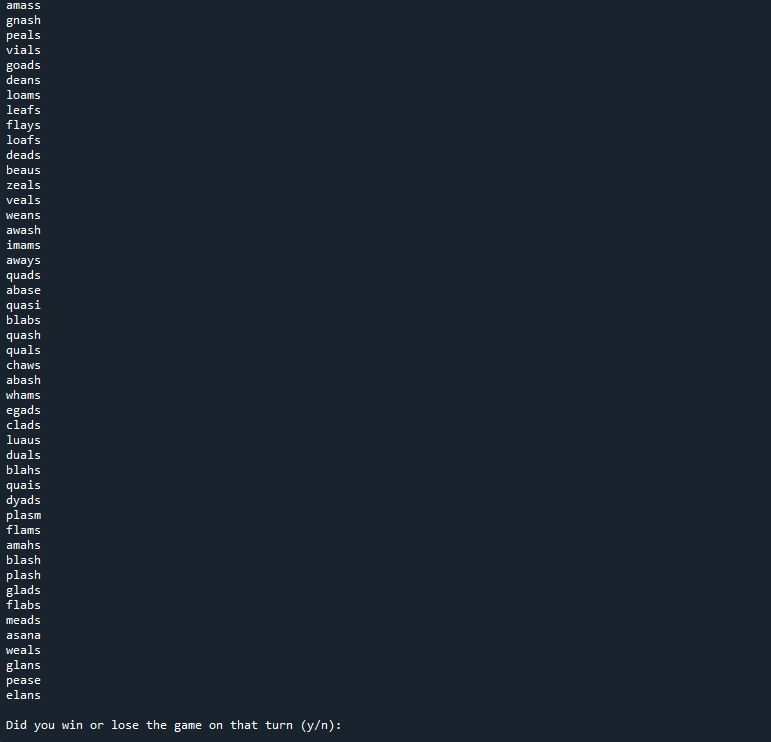 amass
gnash
peals
vials
goads
deans
loams
leafs
flays
loafs
deads
beaus
zeals
veals
weans
awash
imams
aways
quads
abase
quasi
blabs
quash
quals
chaws
abash
whams
egads
clads
luaus
duals
blahs
quais
dyads
plasm
flams
amahs
blash
plash
glads
flabs
meads
asana
weals
glans
pease
elans
Did you win or lose the game on that turn (y/n):